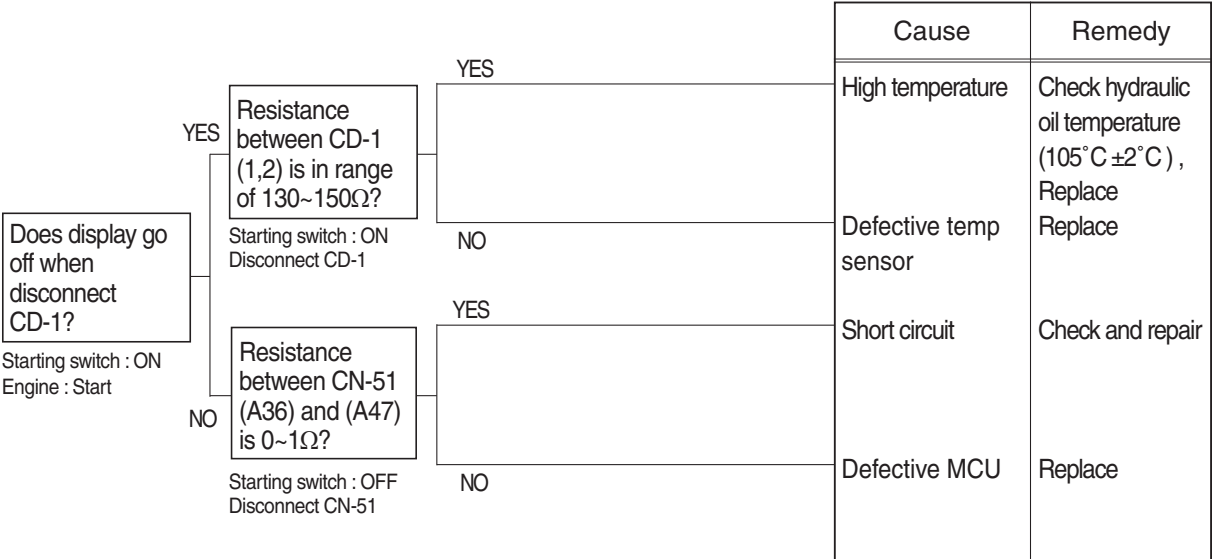 Cause
Remedy
YES
High temperature
Check hydraulic
oil temperature
(105˚C ±2˚C ) ,
Replace
YES
Resistance
between CD-1
(1,2) is in range
of 130~150Ω?
Starting switch : ON
Disconnect CD-1
NO
Defective temp
sensor
Replace
Does display go
off when
disconnect
CD-1?
Starting switch : ON
Engine : Start
YES
Short circuit
Check and repair
NO
Resistance
between CN-51
(A36) and (A47)
is 0~1Ω?
Starting switch : OFF
Disconnect CN-51
NO
Defective MCU
Replace